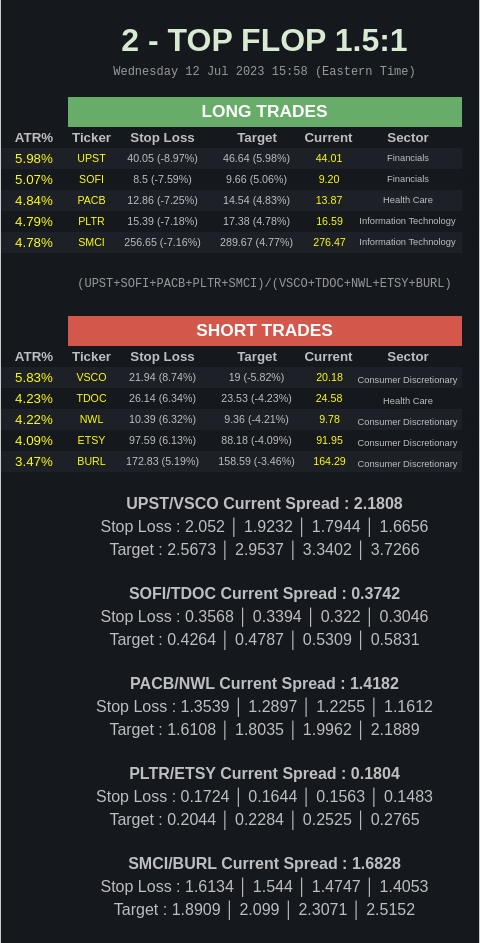 2 - TOP FLOP 1.5:1
Wednesday 12 Jul 2023 15:58 (Eastern Time)
LONG TRADES
ATR% Ticker Stop Loss Target Current Sector
5.98% UPST 40.05 (-8.97%) 46.64 (5.98%) 44.01 Financials
5.07% SOFI 8.5 (-7.59%) 9.66 (5.06%) 9.20 Financials
4.84% PACB 12.86 (-7.25%) 14.54 (4.83%) 13.87 Health Care
4.79% PLTR 15.39 (-7.18%) 17.38 (4.78%) 16.59 Information Technology
4.78% SMCI 256.65 (-7.16%) 289.67 (4.77%) 276.47 Information Technology
(UPST+SOFI+PACB+PLTR+SMCI)/(VSCO+TDOC+NWL+ETSY+BURL)
SHORT TRADES
ATR% Ticker Stop Loss Target Current Sector
5.83% VSCO 21.94 (8.74%) 19 (-5.82%) 20.18 Consumer Discretionary
4.23% TDOC 26.14 (6.34%) 23.53 (-4.23%) 24.58 Health Care
4.22% NWL 10.39 (6.32%) 9.36 (-4.21%) 9.78 Consumer Discretionary
4.09% ETSY 97.59 (6.13%) 88.18 (-4.09%) 91.95 Consumer Discretionary
3.47% BURL 172.83 (5.19%) 158.59 (-3.46%) 164.29 Consumer Discretionary
UPST/VSCO Current Spread : 2.1808
Stop Loss : 2.052 │ 1.9232 │ 1.7944 │ 1.6656
Target : 2.5673 │ 2.9537 │ 3.3402 │ 3.7266
SOFI/TDOC Current Spread : 0.3742
Stop Loss : 0.3568 │ 0.3394 │ 0.322 │ 0.3046
Target : 0.4264 │ 0.4787 │ 0.5309 │ 0.5831
PACB/NWL Current Spread : 1.4182
Stop Loss : 1.3539 │ 1.2897 │ 1.2255 │ 1.1612
Target : 1.6108 │ 1.8035 │ 1.9962 │ 2.1889
PLTR/ETSY Current Spread : 0.1804
Stop Loss : 0.1724 │ 0.1644 │ 0.1563 │ 0.1483
Target : 0.2044 │ 0.2284 │ 0.2525 │ 0.2765
SMCI/BURL Current Spread : 1.6828
Stop Loss : 1.6134 │ 1.544 │ 1.4747 │ 1.4053
Target : 1.8909 │ 2.099 │ 2.3071 │ 2.5152